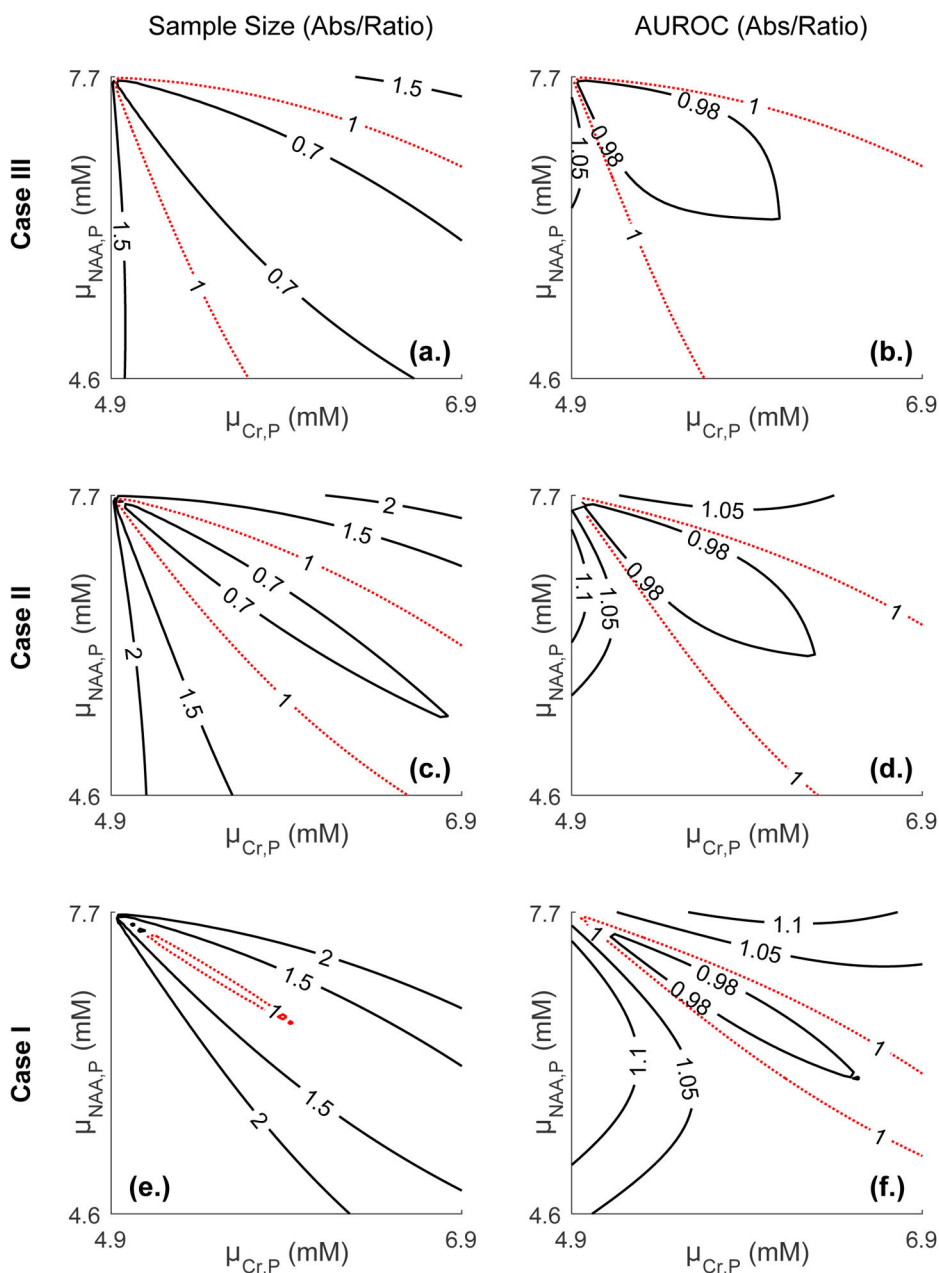 Sample Size (Abs/Ratio)
AUROC (Abs/Ratio)
Case III
7.7
μNAA,P (mM)
4.6
4.9
μCr,P (mM)
6.9
1.5
1
0.7
1.5
1
0.7
(a.)
7.7
μNAA,P (mM)
4.6
4.9
μCr,P (mM)
6.9
0.98
1
1.05
0.98
1
(b.)
Case II
7.7
μNAA,P (mM)
4.6
4.9
μCr,P (mM)
6.9
2
1.5
1
0.7
0.7
2
1.5
1
(c.)
7.7
μNAA,P (mM)
4.6
4.9
μCr,P (mM)
6.9
1.05
0.98
1.1
1.05
0.98
1
1
(d.)
Case I
7.7
μNAA,P (mM)
4.6
4.9
μCr,P (mM)
6.9
2
1.5
1
1.5
2
(e.)
7.7
μNAA,P (mM)
4.6
4.9
μCr,P (mM)
6.9
1.1
1
1.05
0.98
0.98
1
1.1
1.05
1
(f.)